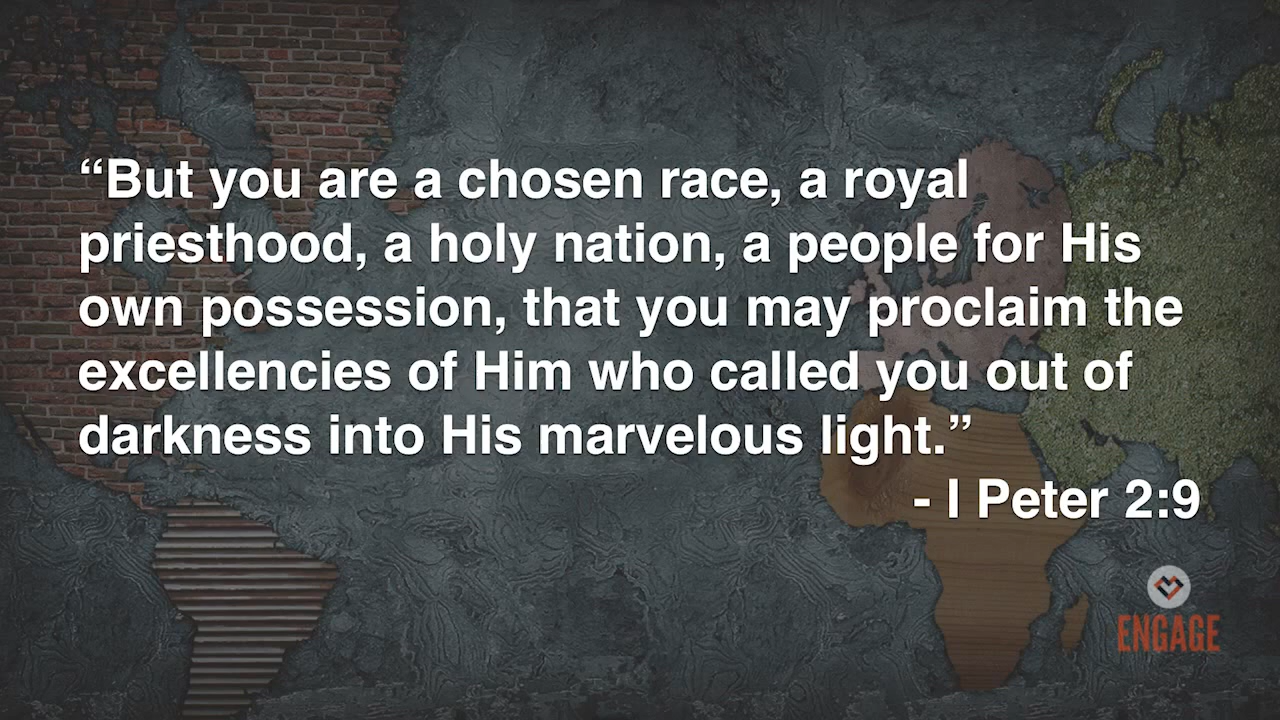 “But you are a chosen race, a royal
priesthood, a holy nation, a people for His
own possession, that you may proclaim the
excellencies of Him who called you out of
darkness into His marvelous light.”
- I Peter 2:9
ENGAGE